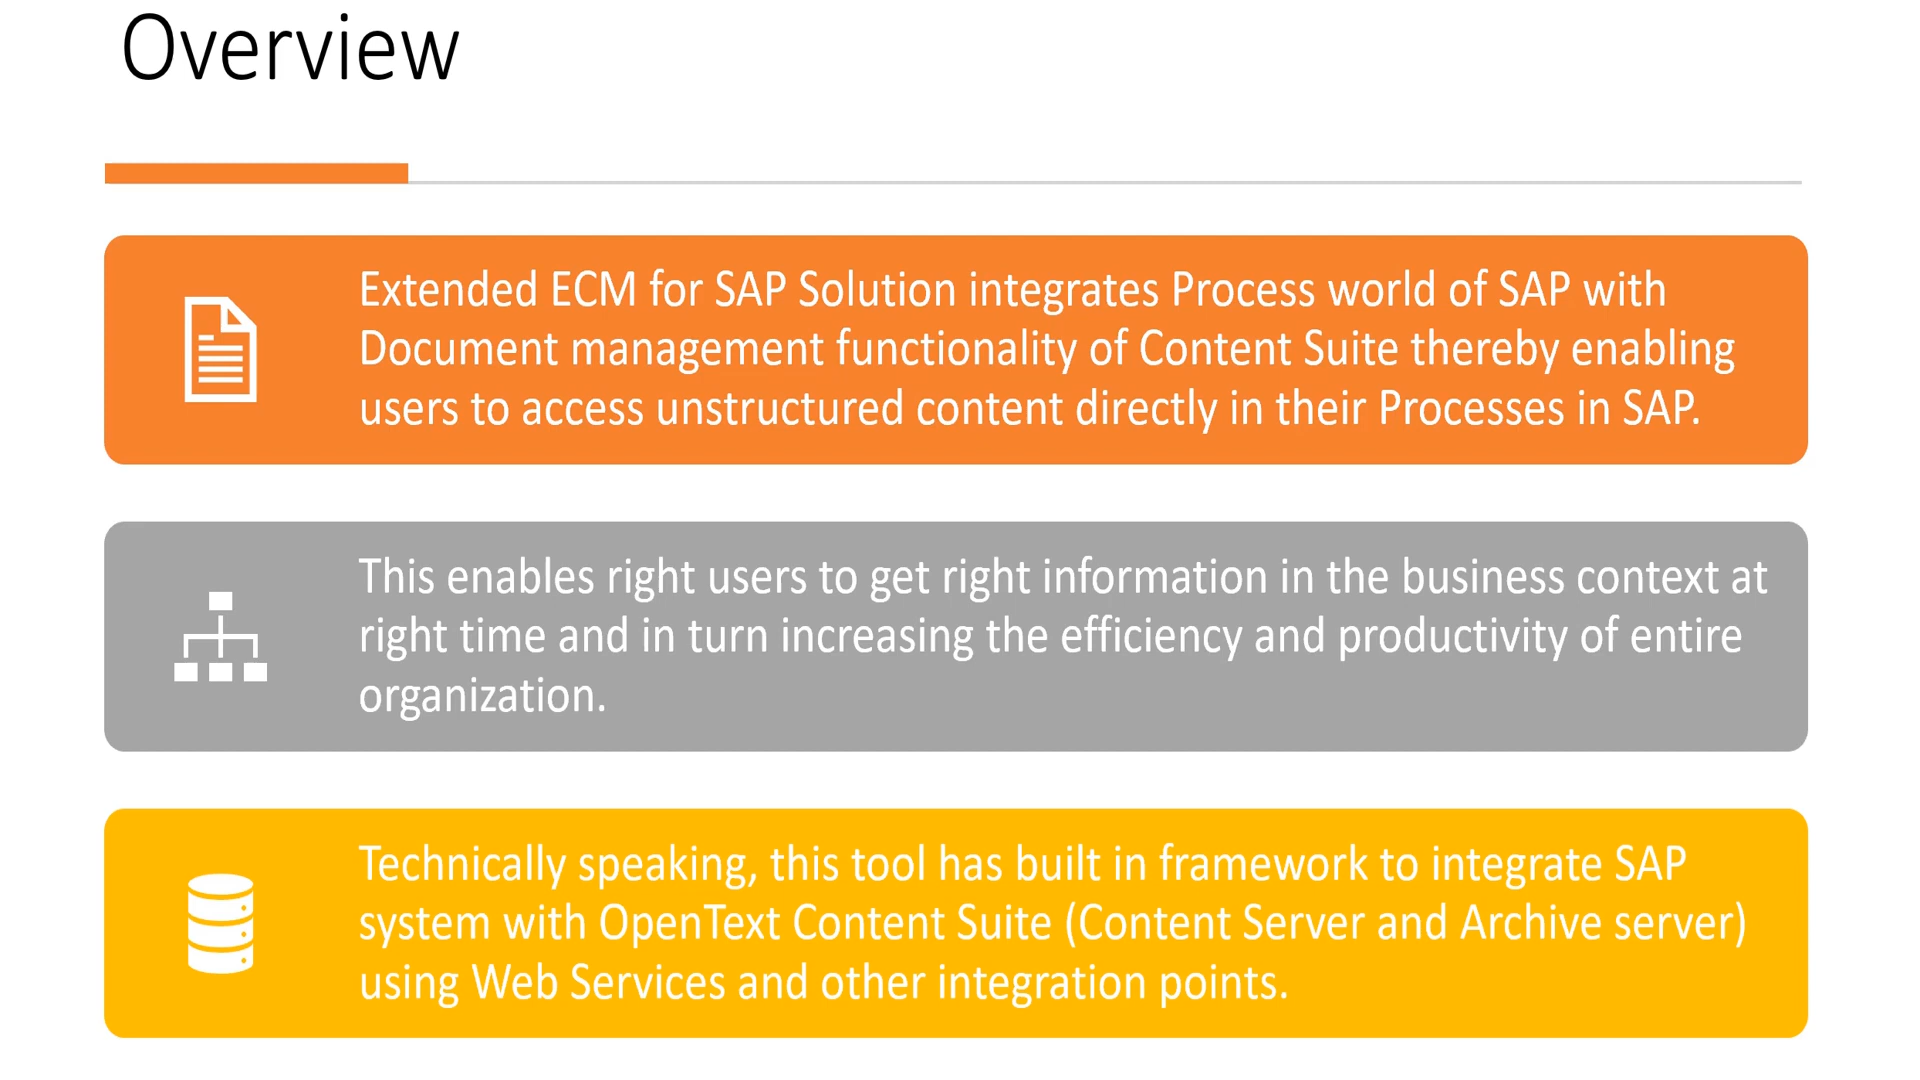 Overview
Extended ECM for SAP Solution integrates Process world of SAP with
Document management functionality of Content Suite thereby enabling
users to access unstructured content directly in their Processes in SAP.
This enables right users to get right information in the business context at
right time and in turn increasing the efficiency and productivity of entire
organization.
Technically speaking, this tool has built in framework to integrate SAP
system with OpenText Content Suite (Content Server and Archive server)
using Web Services and other integration points.